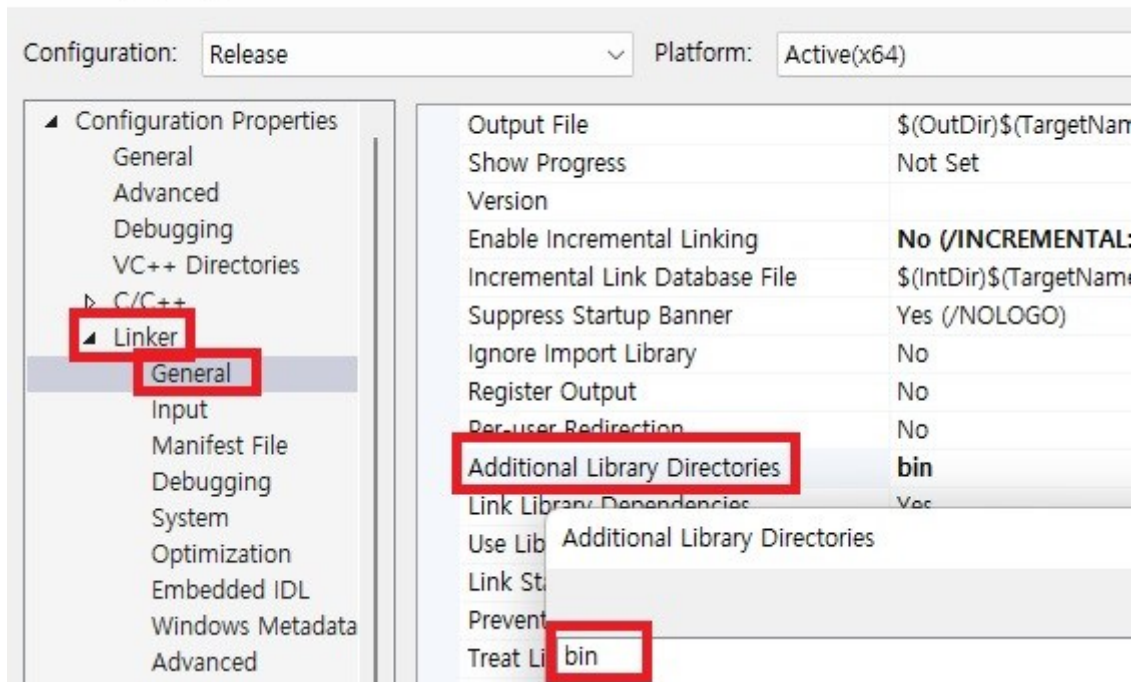 Configuration: Release Platform: Active(x64)
Configuration Properties
General
Advanced
Debugging
VC++ Directories
C/C++
Linker
General
Input
Manifest File
Debugging
System
Optimization
Embedded IDL
Windows Metadata
Advanced
Output File $(OutDir)$(TargetNam
Show Progress Not Set
Version
Enable Incremental Linking No (/INCREMENTAL:
Incremental Link Database File $(IntDir)$(TargetName
Suppress Startup Banner Yes (/NOLOGO)
Ignore Import Library No
Register Output No
Per-user Redirection No
Additional Library Directories bin
Link Library Dependencies Yes
Use Lib
Link Sta
Prevent
Treat Li
Additional Library Directories
bin